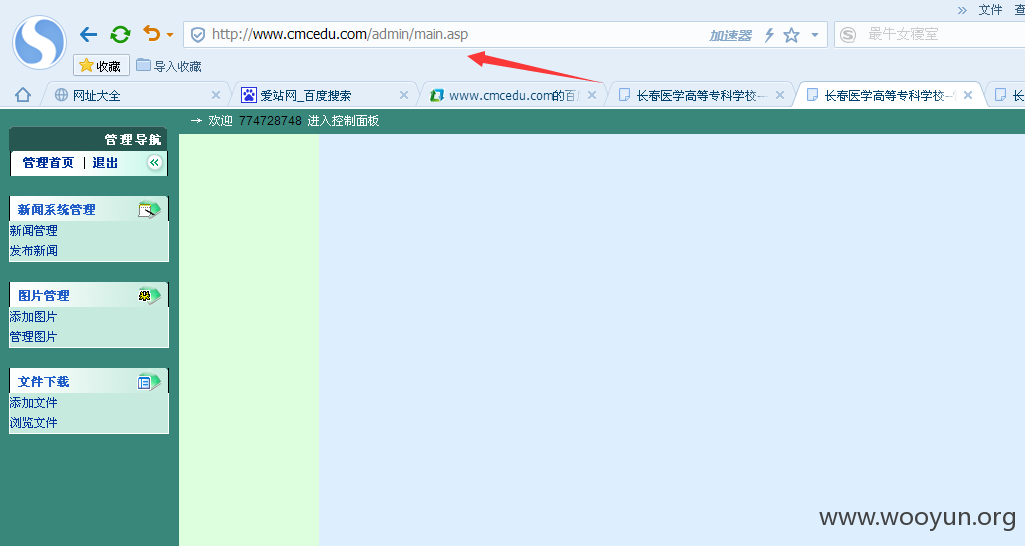 » 文件 查
http://www.cmcedu.com/admin/main.asp 加速器 最牛女寝室
收藏 导入收藏
网址大全 爱站网_百度搜索 www.cmcedu.com的百 长春医学高等专科学校-- 长春医学高等专科学校-- 长
→ 欢迎 774728748 进入控制面板
管理导航
管理首页 | 退出
新闻系统管理
新闻管理
发布新闻
图片管理
添加图片
管理图片
文件下载
添加文件
浏览文件
www.wooyun.org